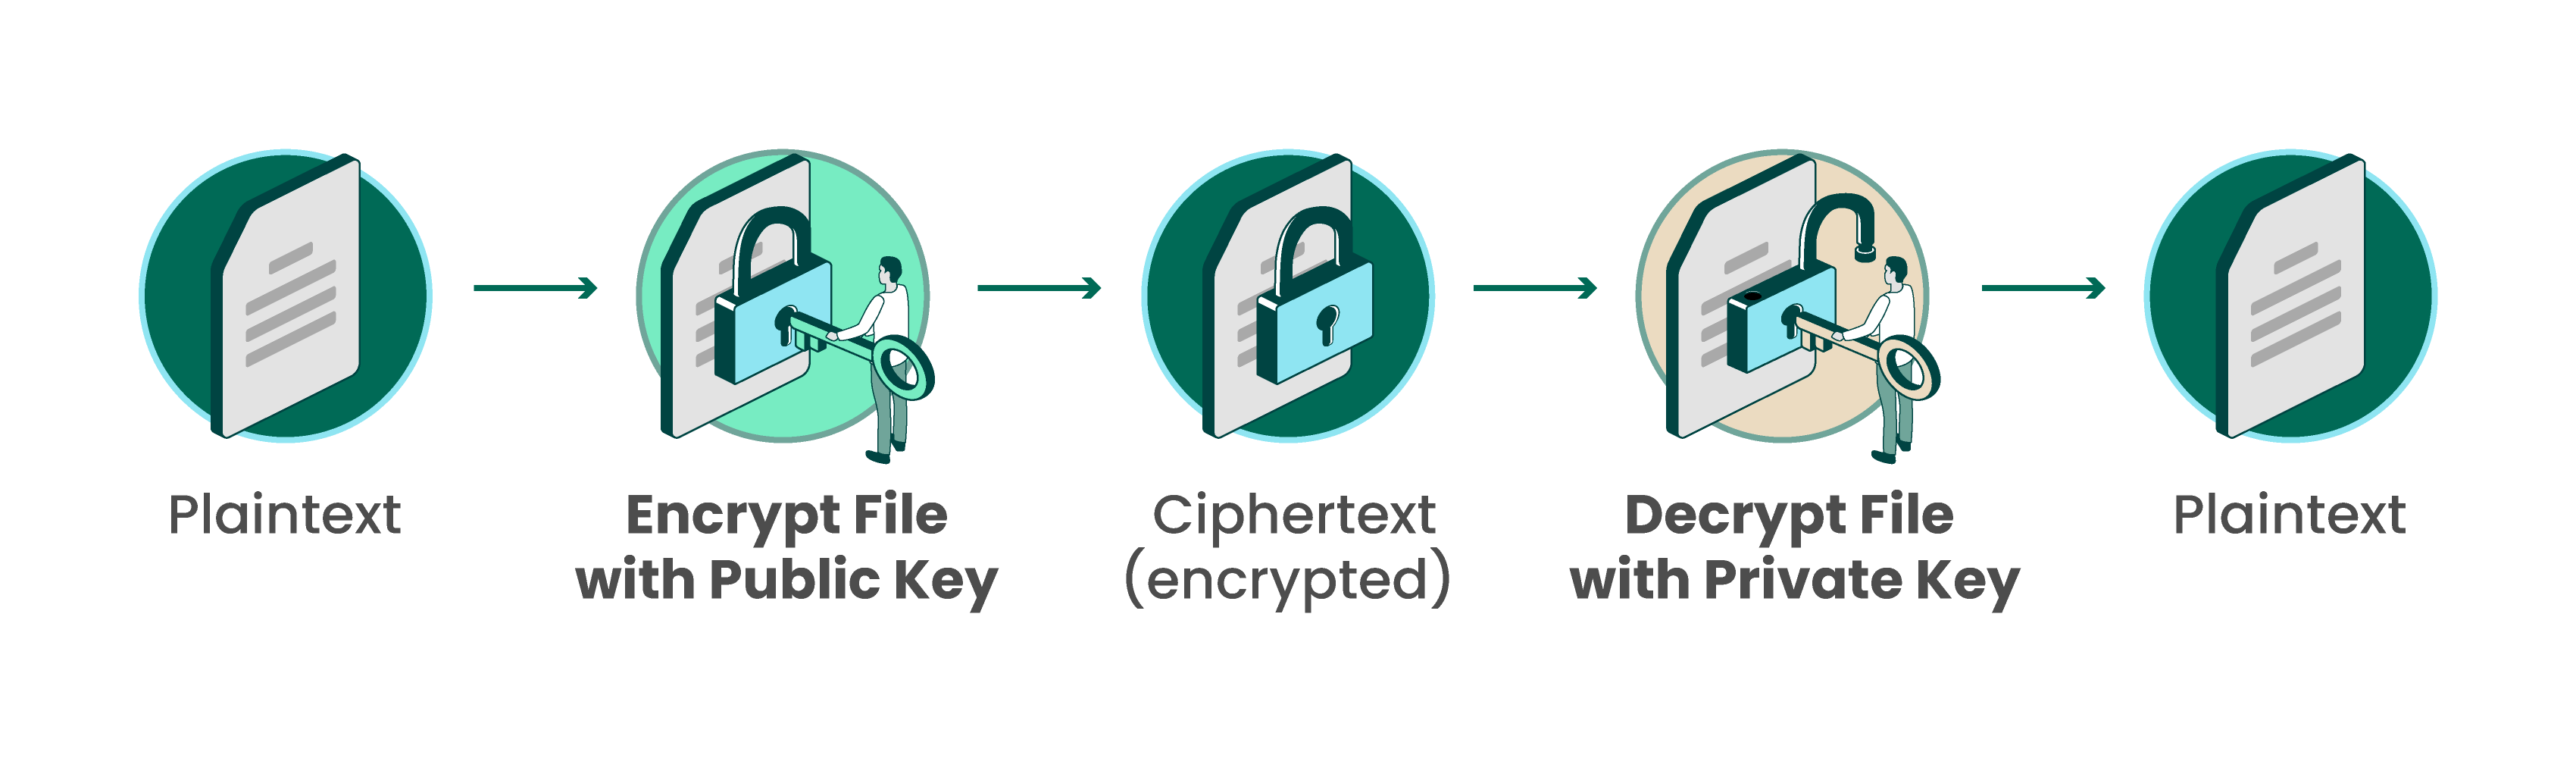 Plaintext
Encrypt File
with Public Key
Ciphertext
(encrypted)
Decrypt File
with Private Key
Plaintext